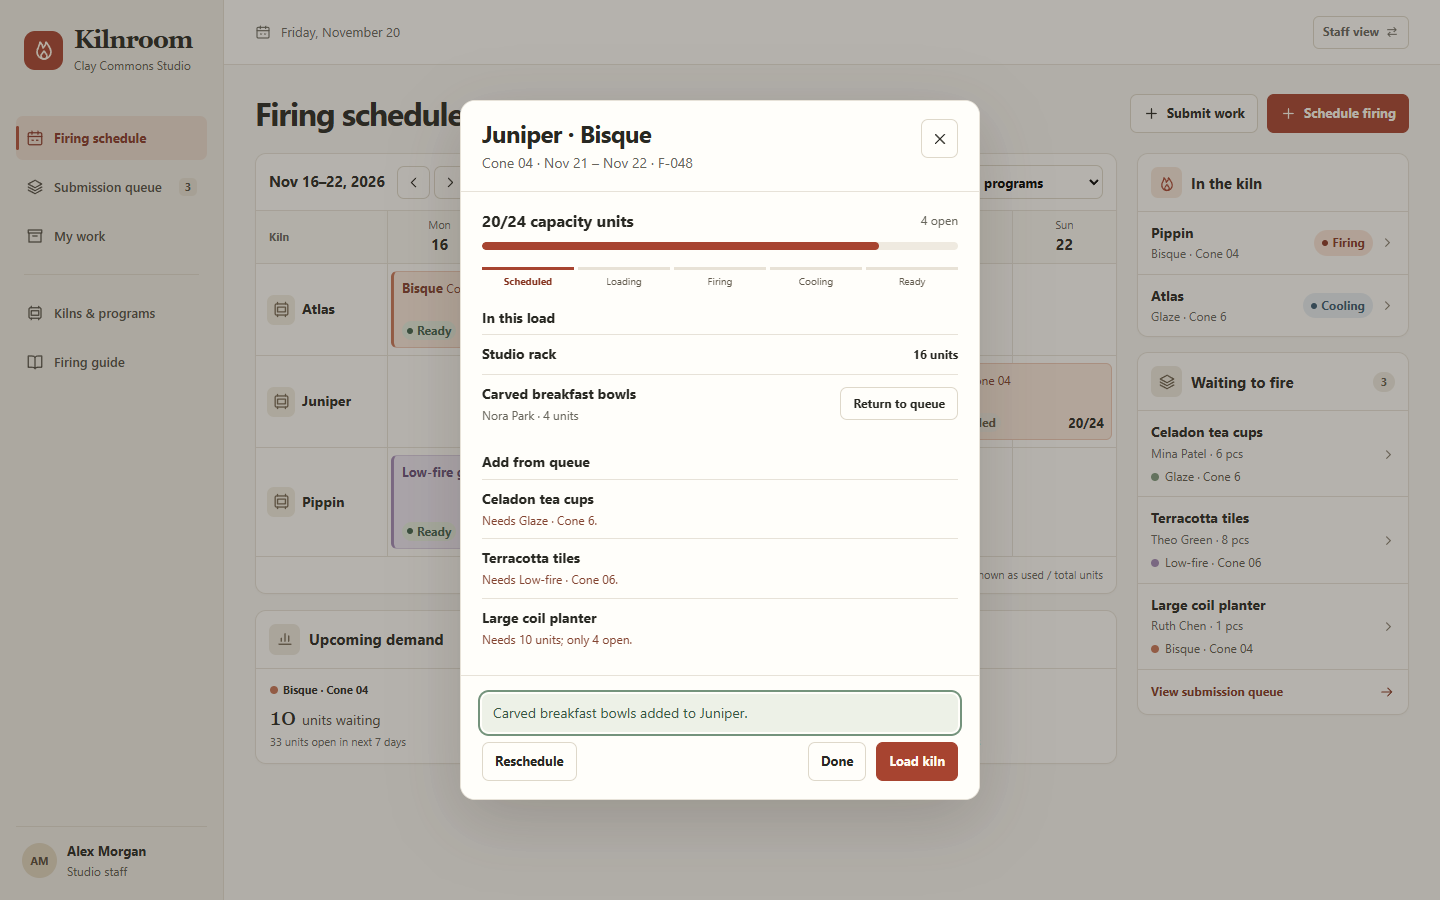 Kilnroom
Clay Commons Studio
Firing schedule
Submission queue 3
My work
Kilns & programs
Firing guide
AM
Alex Morgan
Studio staff
Friday, November 20
Staff view
Firing schedule
Submit work
Schedule firing
Nov 16–22, 2026
programs
Kiln
Mon
16
Sun
22
Atlas
Bisque Co
Ready
Juniper
20/24
Cone 04
Pippin
Low-fire
Ready
shown as used / total units
Upcoming demand
Bisque · Cone 04
10 units waiting
33 units open in next 7 days
Juniper · Bisque
Cone 04 · Nov 21 – Nov 22 · F-048
20/24 capacity units
4 open
Scheduled
Loading
Firing
Cooling
Ready
In this load
Studio rack
16 units
Carved breakfast bowls
Nora Park · 4 units
Return to queue
Add from queue
Celadon tea cups
Needs Glaze · Cone 6.
Terracotta tiles
Needs Low-fire · Cone 06.
Large coil planter
Needs 10 units; only 4 open.
Carved breakfast bowls added to Juniper.
Reschedule
Done
Load kiln
In the kiln
Pippin
Bisque · Cone 04
Firing
Atlas
Glaze · Cone 6
Cooling
Waiting to fire
3
Celadon tea cups
Mina Patel · 6 pcs
Glaze · Cone 6
Terracotta tiles
Theo Green · 8 pcs
Low-fire · Cone 06
Large coil planter
Ruth Chen · 1 pcs
Bisque · Cone 04
View submission queue